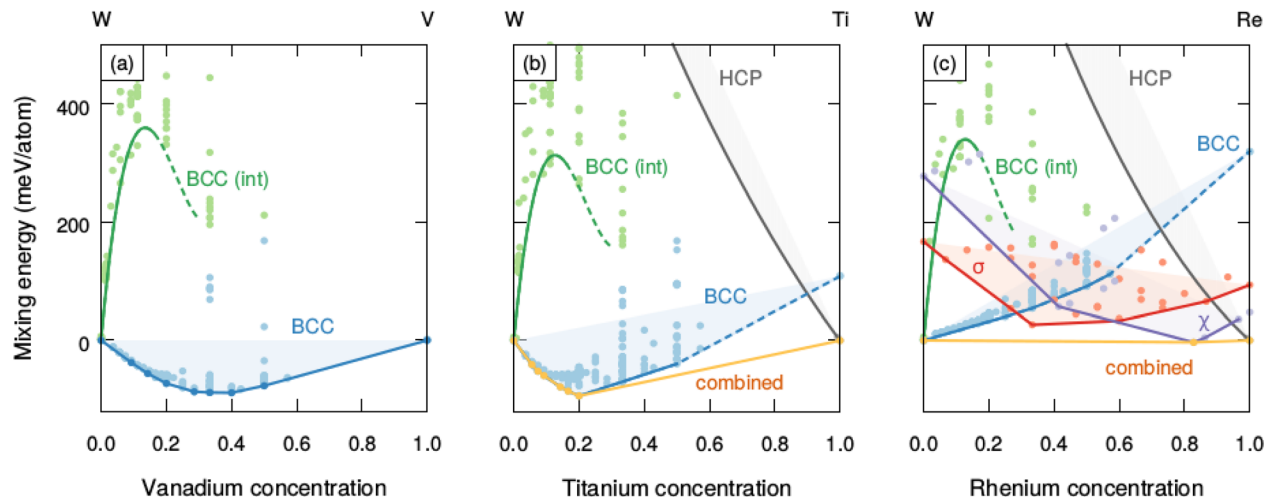 W V W Ti W Re
(a) (b) (c)
HCP HCP
BCC
BCC (int) BCC (int) BCC (int)
BCC BCC
σ
χ
combined combined
Mixing energy (meV/atom)
400
200
0
0.0 0.2 0.4 0.6 0.8 1.0 0.0 0.2 0.4 0.6 0.8 1.0 0.0 0.2 0.4 0.6 0.8 1.0
Vanadium concentration Titanium concentration Rhenium concentration